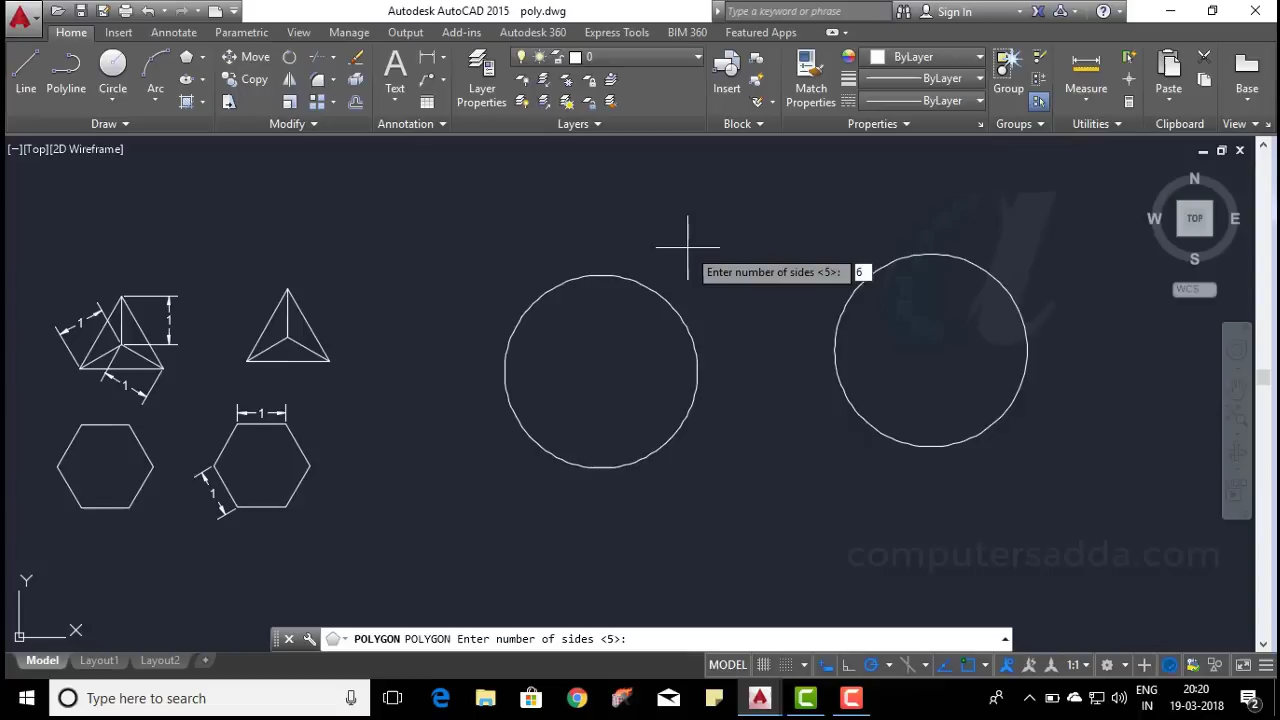 Autodesk AutoCAD 2015 poly.dwg
Type a keyword or phrase
Sign In
Home Insert Annotate Parametric View Manage Output Add-ins Autodesk 360 Express Tools BIM 360 Featured Apps
Line Polyline Circle Arc
Move
Copy
Text
Layer Properties
0
Insert
Match Properties
ByLayer
ByLayer
ByLayer
Group
Measure
Paste
Base
Draw Modify Annotation Layers Block Properties Groups Utilities Clipboard View
[−][Top][2D Wireframe]
N
W TOP E
S
WCS
Enter number of sides <5>: 6
1
1
1
1
1
computersadda.com
Y
X
POLYGON POLYGON Enter number of sides <5>:
Model Layout1 Layout2 +
MODEL
1:1
Type here to search
ENG
IN
20:20
19-03-2018
2